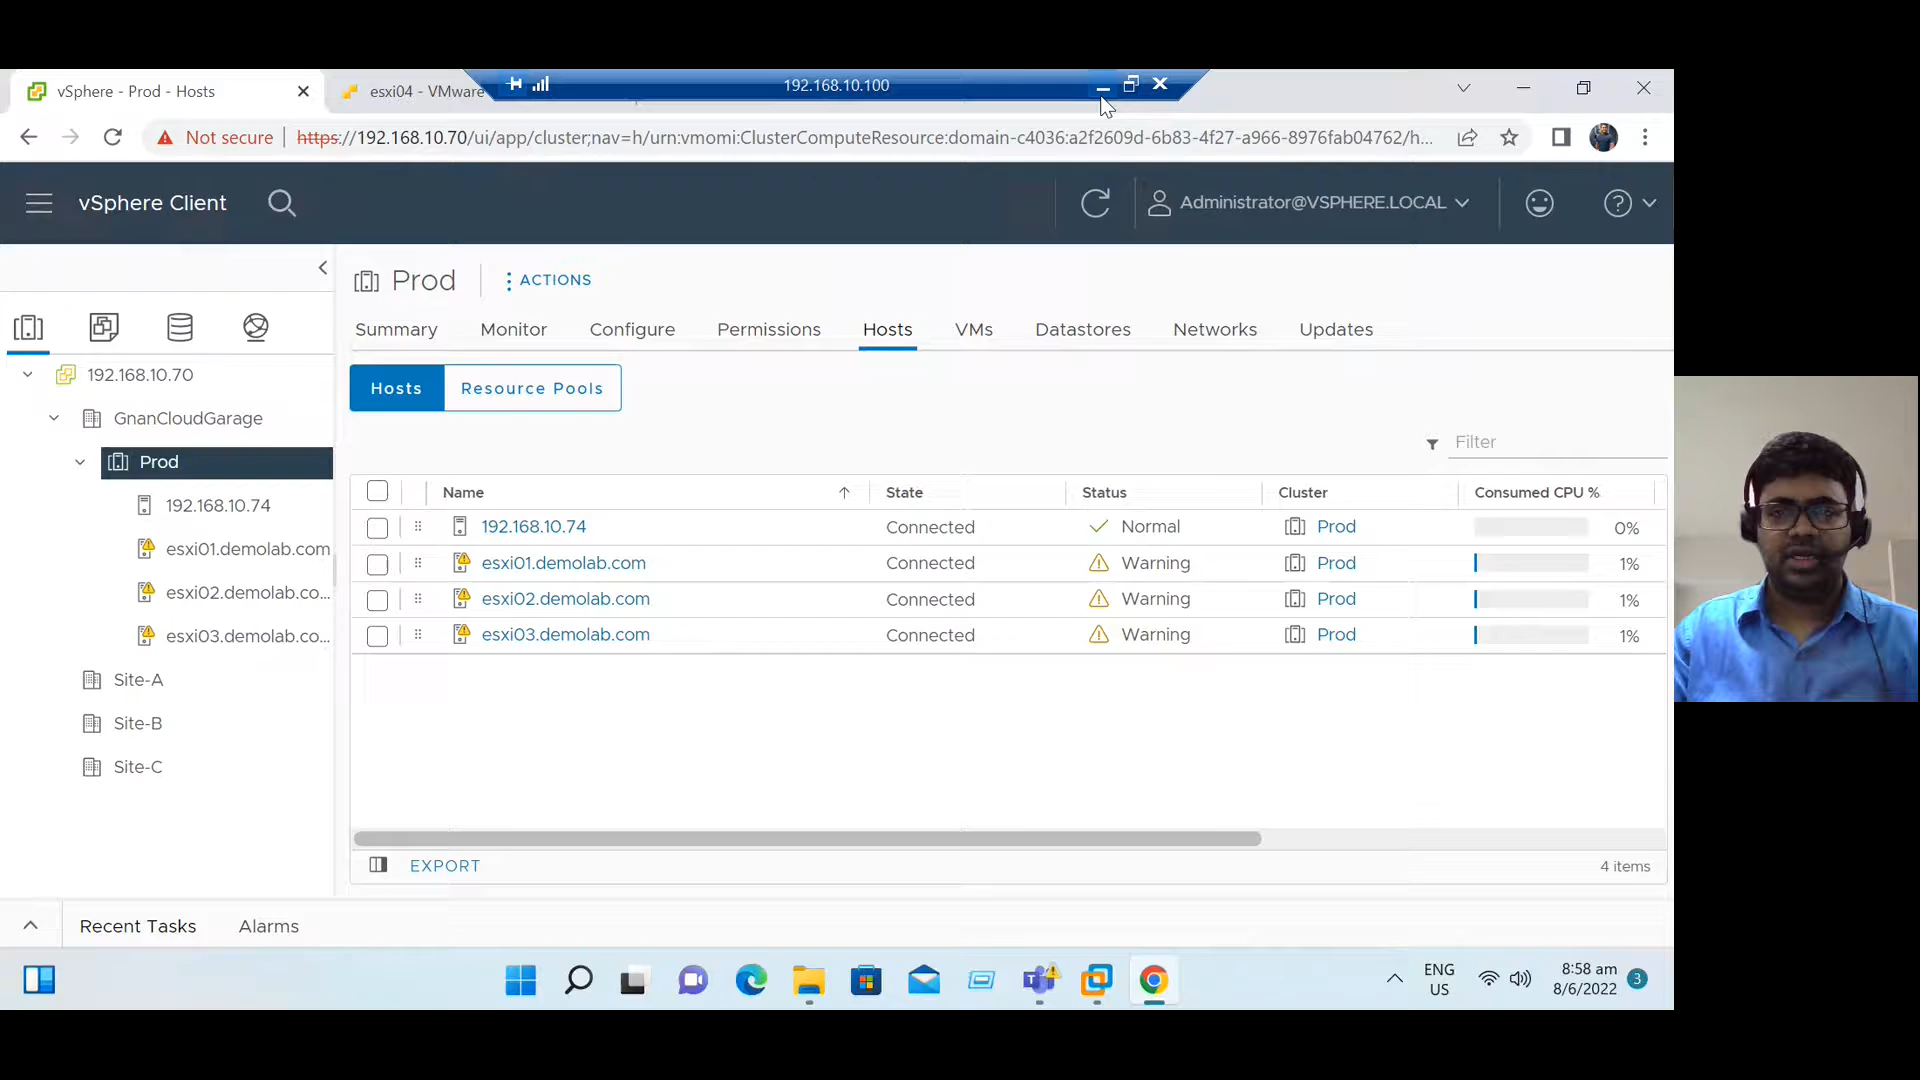 vSphere - Prod - Hosts
esxi04 - VMware
192.168.10.100
Not secure
https://192.168.10.70/ui/app/cluster;nav=h/urn:vmomi:ClusterComputeResource:domain-c4036:a2f2609d-6b83-4f27-a966-8976fab04762/h...
vSphere Client
Administrator@VSPHERE.LOCAL
Prod
ACTIONS
Summary Monitor Configure Permissions Hosts VMs Datastores Networks Updates
192.168.10.70
GnanCloudGarage
Prod
192.168.10.74
esxi01.demolab.com
esxi02.demolab.co...
esxi03.demolab.co...
Site-A
Site-B
Site-C
Hosts Resource Pools
Filter
Name State Status Cluster Consumed CPU %
192.168.10.74 Connected Normal Prod 0%
esxi01.demolab.com Connected Warning Prod 1%
esxi02.demolab.com Connected Warning Prod 1%
esxi03.demolab.com Connected Warning Prod 1%
EXPORT
4 items
Recent Tasks Alarms
ENG
US
8:58 am
8/6/2022
3